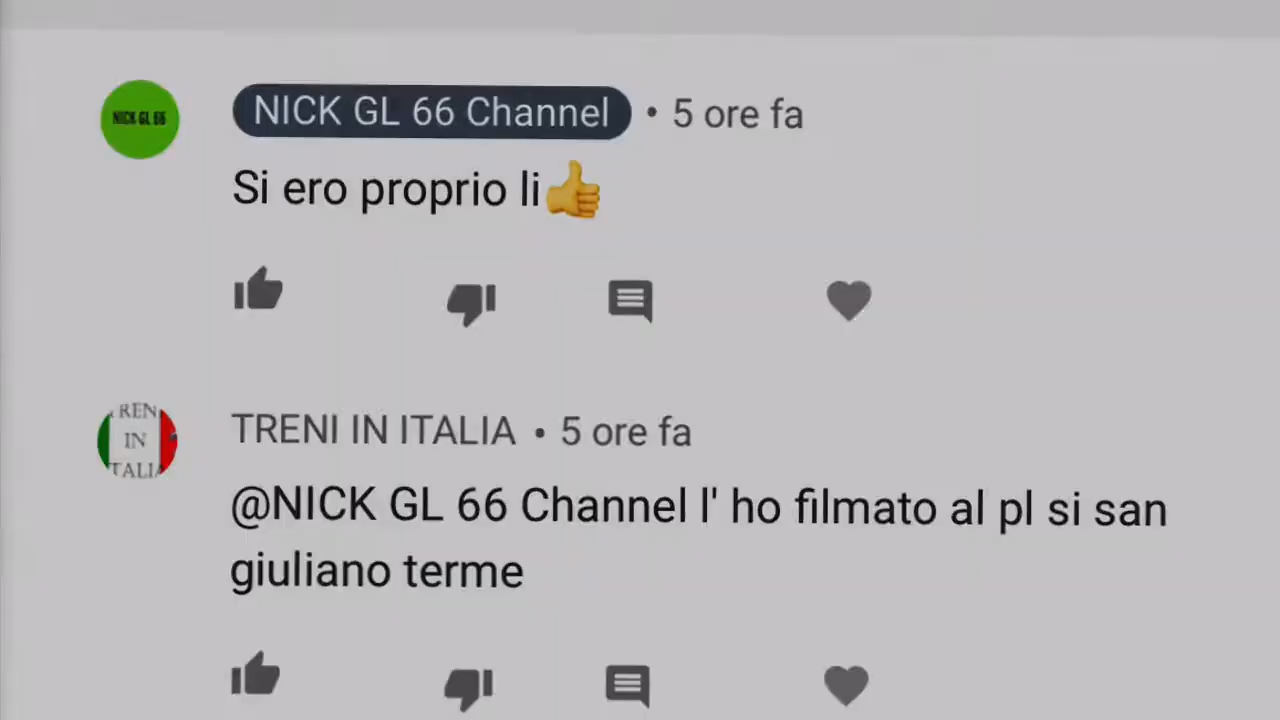 NICK GL 66
NICK GL 66 Channel • 5 ore fa
Si ero proprio li👍
REN
IN
TALIA
TRENI IN ITALIA • 5 ore fa
@NICK GL 66 Channel l' ho filmato al pl si san
giuliano terme